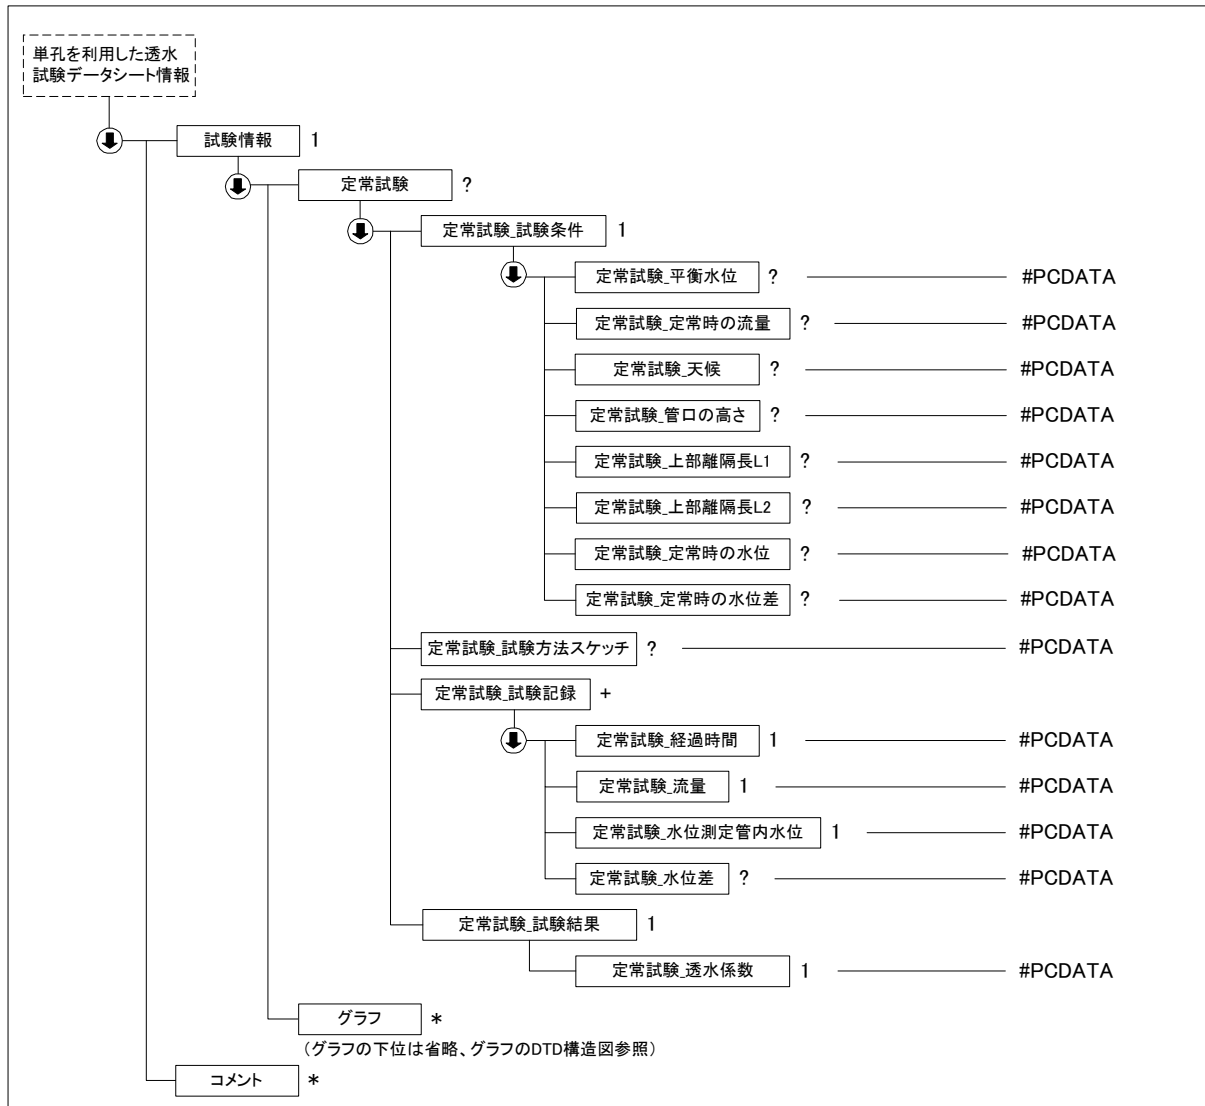 単孔を利用した透水
試験データシート情報
試験情報 1
定常試験 ?
定常試験_試験条件 1
定常試験_平衡水位 ? #PCDATA
定常試験_定常時の流量 ? #PCDATA
定常試験_天候 ? #PCDATA
定常試験_管口の高さ ? #PCDATA
定常試験_上部離隔長L1 ? #PCDATA
定常試験_上部離隔長L2 ? #PCDATA
定常試験_定常時の水位 ? #PCDATA
定常試験_定常時の水位差 ? #PCDATA
定常試験_試験方法スケッチ ? #PCDATA
定常試験_試験記録 +
定常試験_経過時間 1 #PCDATA
定常試験_流量 1 #PCDATA
定常試験_水位測定管内水位 1 #PCDATA
定常試験_水位差 ? #PCDATA
定常試験_試験結果 1
定常試験_透水係数 1 #PCDATA
グラフ *
（グラフの下位は省略、グラフのDTD構造図参照）
コメント *